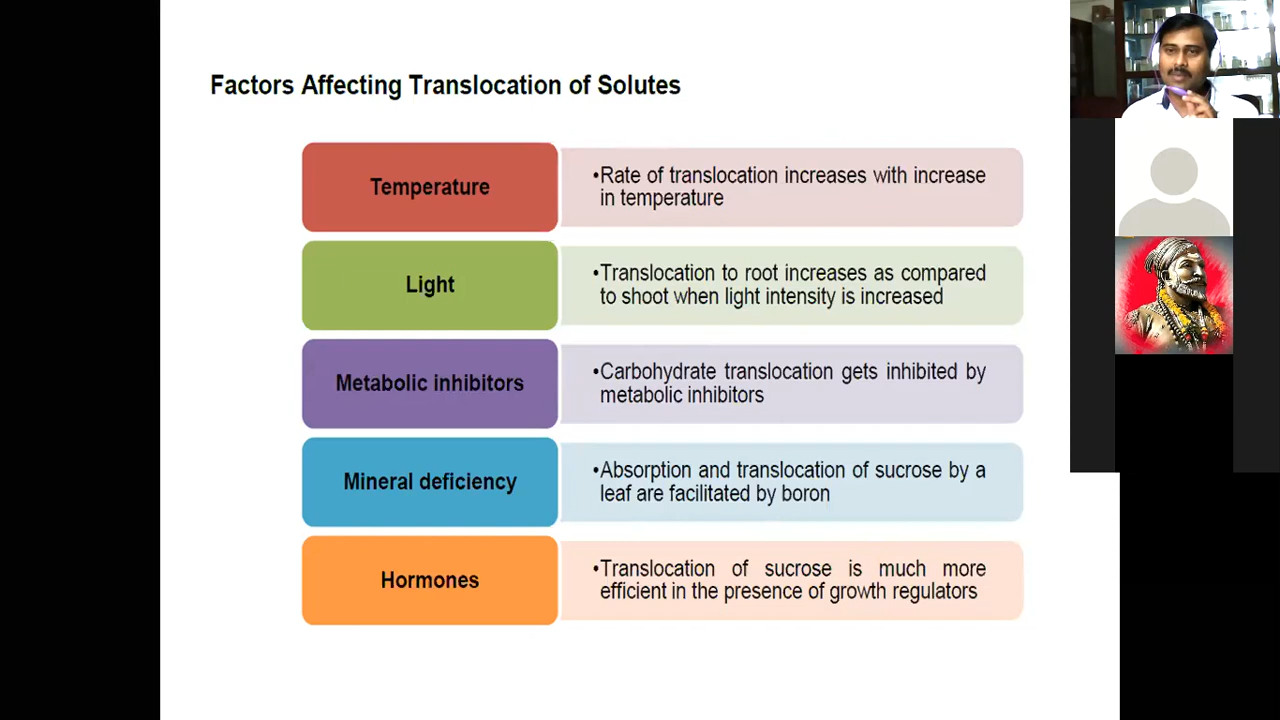 Factors Affecting Translocation of Solutes
Temperature
•Rate of translocation increases with increase
in temperature
Light
•Translocation to root increases as compared
to shoot when light intensity is increased
Metabolic inhibitors
•Carbohydrate translocation gets inhibited by
metabolic inhibitors
Mineral deficiency
•Absorption and translocation of sucrose by a
leaf are facilitated by boron
Hormones
•Translocation of sucrose is much more
efficient in the presence of growth regulators